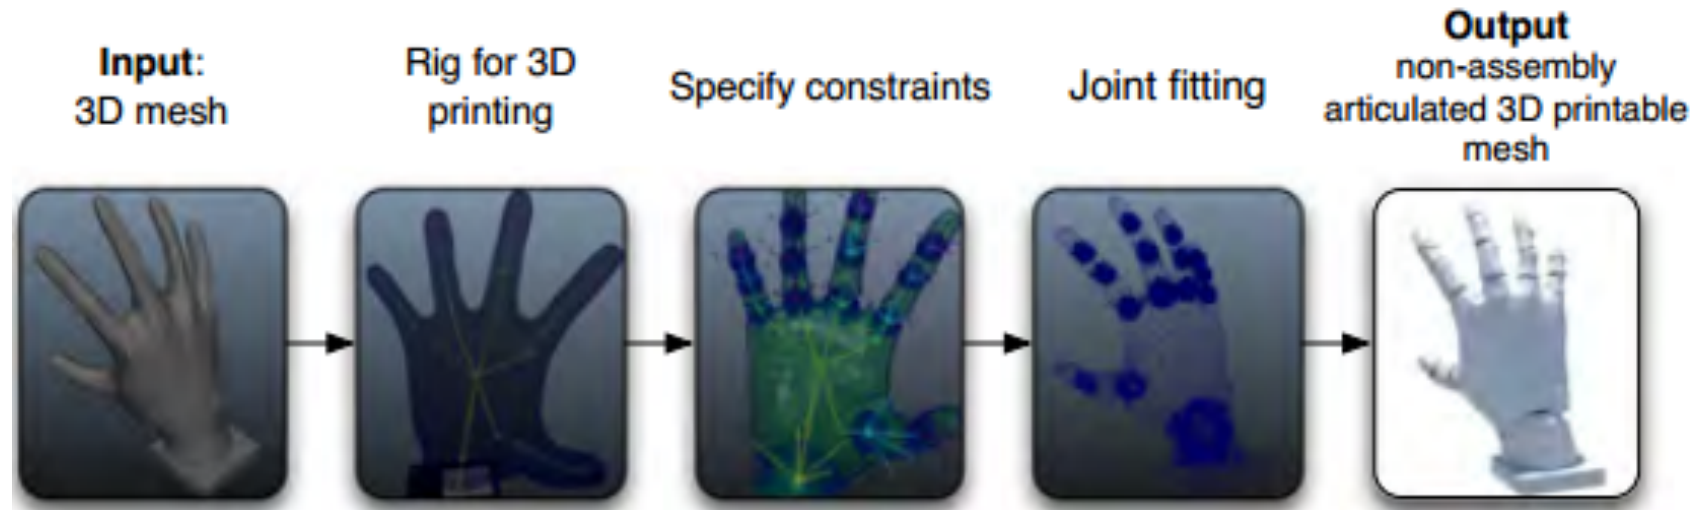 Input:
3D mesh
Rig for 3D
printing
Specify constraints
Joint fitting
Output
non-assembly
articulated 3D printable
mesh